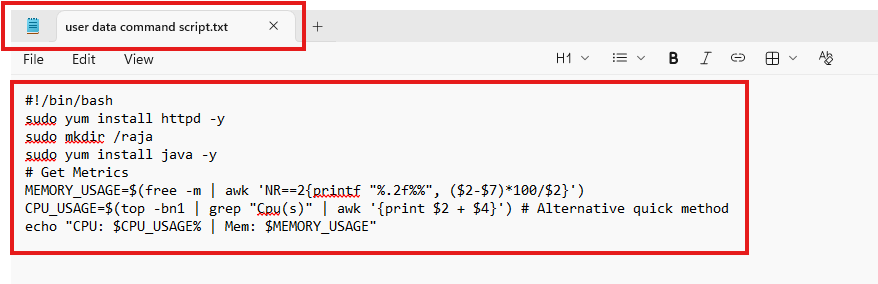 user data command script.txt
File Edit View H1 B I
#!/bin/bash
sudo yum install httpd -y
sudo mkdir /raja
sudo yum install java -y
# Get Metrics
MEMORY_USAGE=$(free -m | awk 'NR==2{printf "%.2f%%", ($2-$7)*100/$2}')
CPU_USAGE=$(top -bn1 | grep "Cpu(s)" | awk '{print $2 + $4}') # Alternative quick method
echo "CPU: $CPU_USAGE% | Mem: $MEMORY_USAGE"